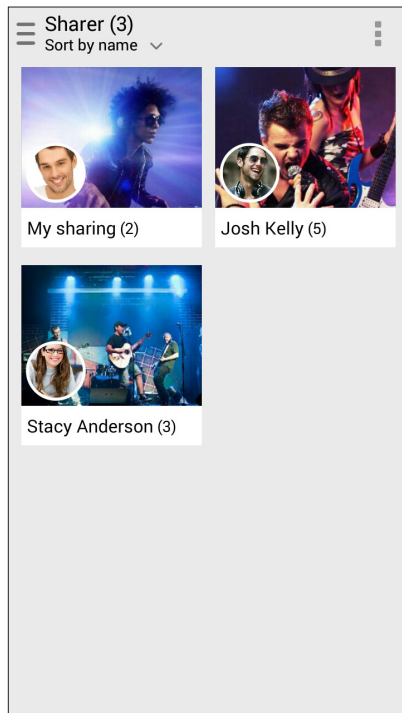 Sharer (3)
Sort by name
My sharing (2)
Josh Kelly (5)
Stacy Anderson (3)